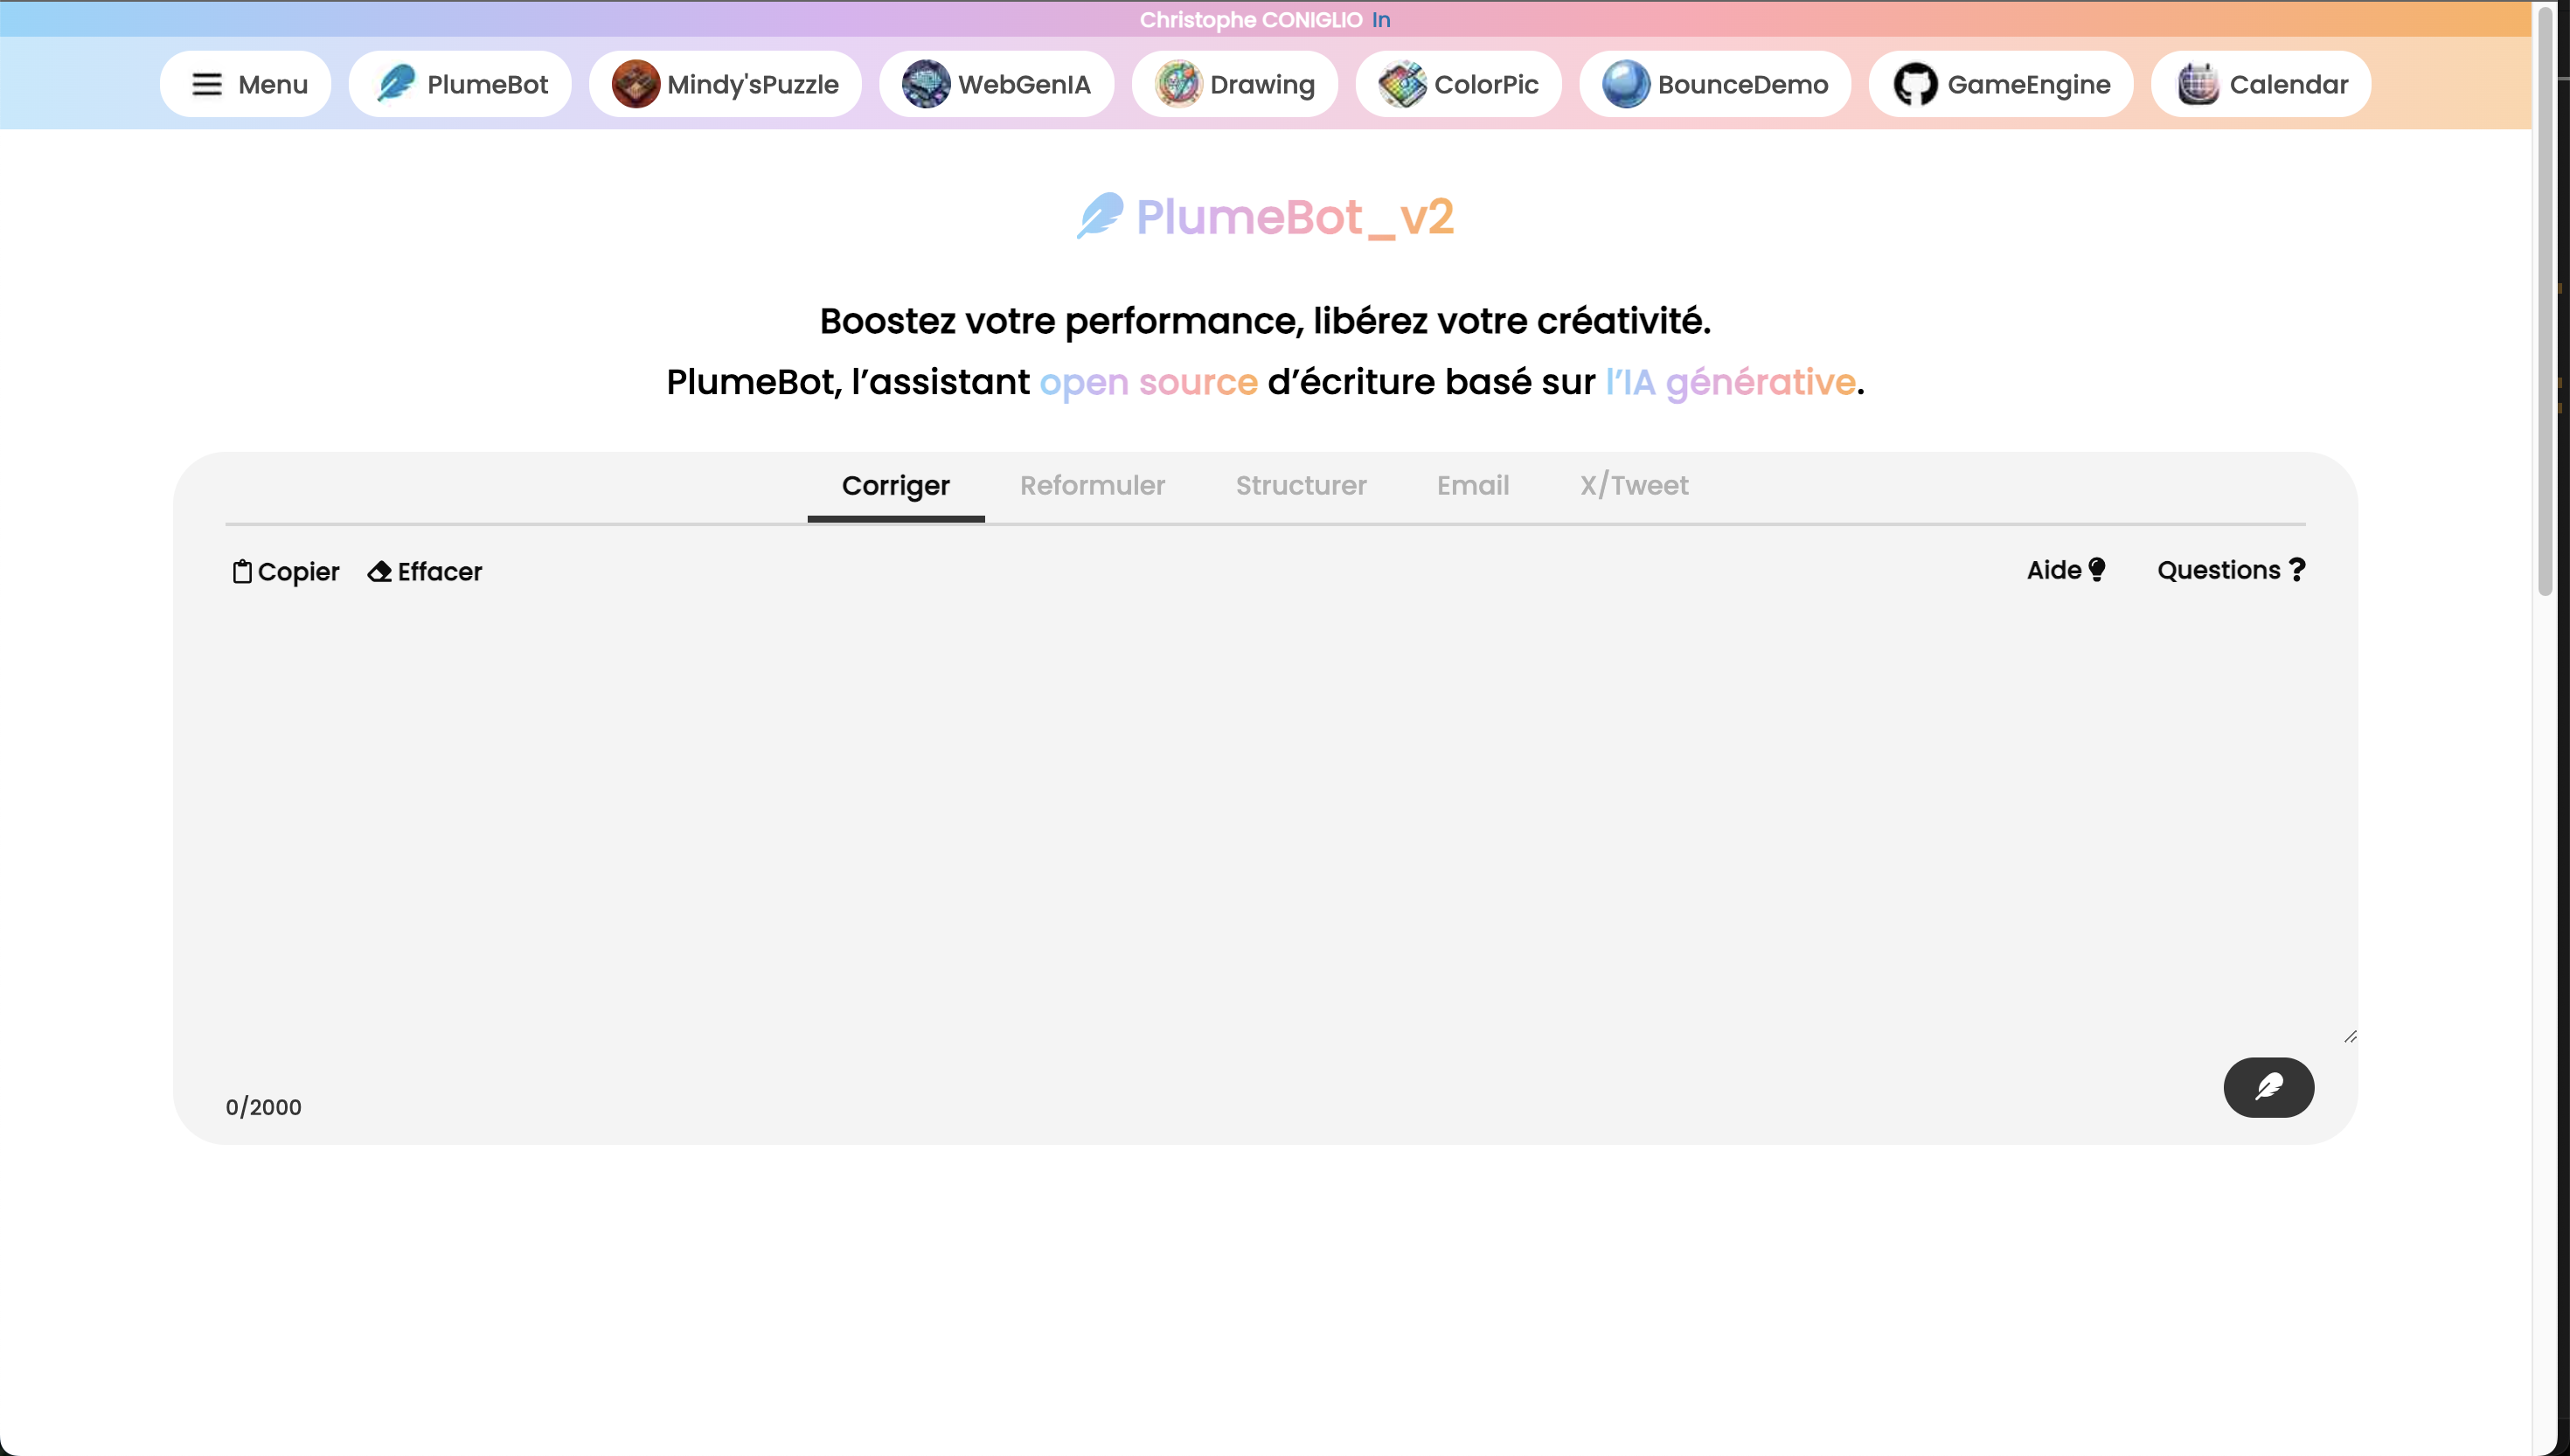 Christophe CONIGLIO In
Menu PlumeBot Mindy'sPuzzle WebGenIA Drawing ColorPic BounceDemo GameEngine Calendar
PlumeBot_v2
Boostez votre performance, libérez votre créativité.
PlumeBot, l’assistant open source d’écriture basé sur l’IA générative.
Corriger Reformuler Structurer Email X/Tweet
Copier Effacer Aide Questions ?
0/2000